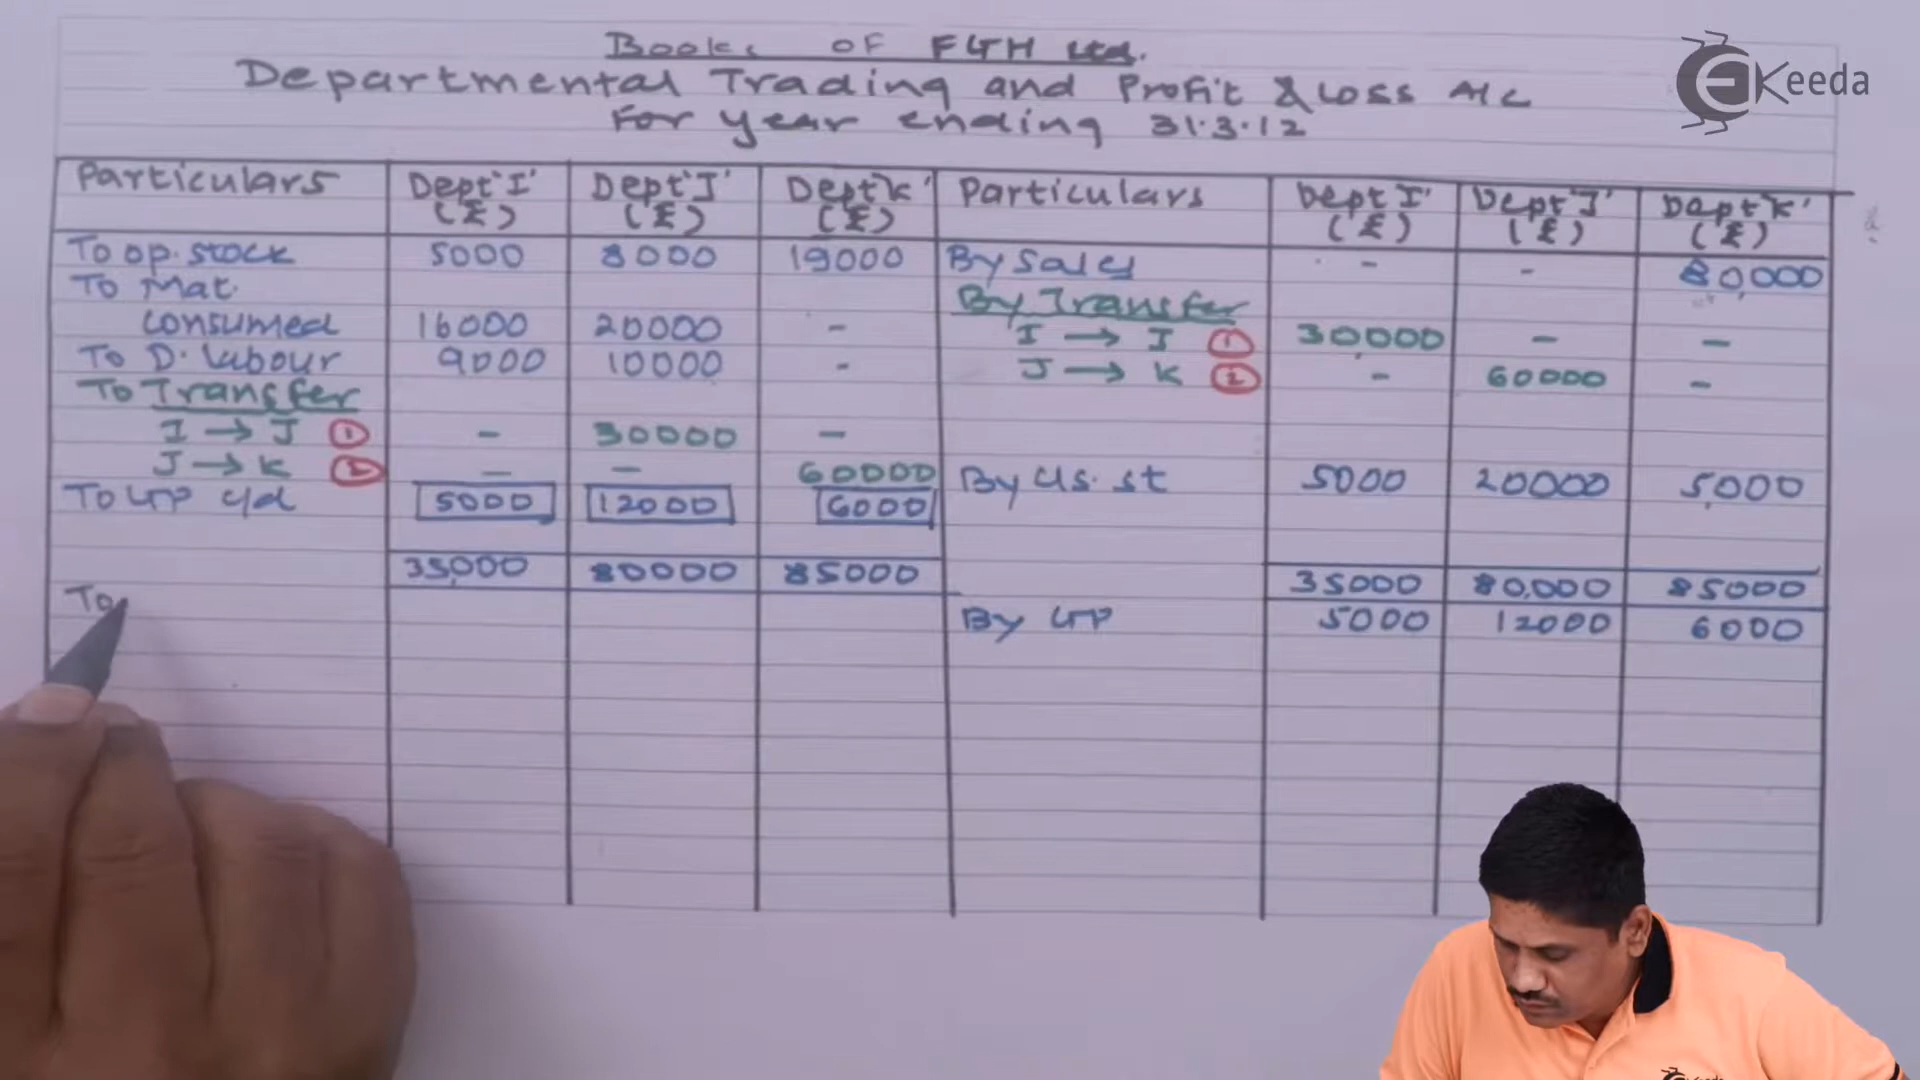 Books OF FGH Ltd.
Departmental Trading and Profit & Loss A/c
For year ending 31.3.12
Particulars Dept 'I' (₹) Dept 'J' (₹) Dept 'K' (₹) Particulars Dept 'I' (₹) Dept 'J' (₹) Dept 'K' (₹)
To op. stock 5000 8000 19000 By Sales - - 80,000
To Mat. By Transfer
consumed 16000 20000 - I → J 1 30000 - -
To D. labour 9000 10000 - J → K 2 - 60000 -
To Transfer
I → J 1 - 30000 -
J → K 2 - - 60000 By cls. st 5000 20000 5,000
To GP c/d 5000 12000 6000
35,000 80000 85000 35000 80,000 85000
To By GP 5000 12000 6000
Keeda